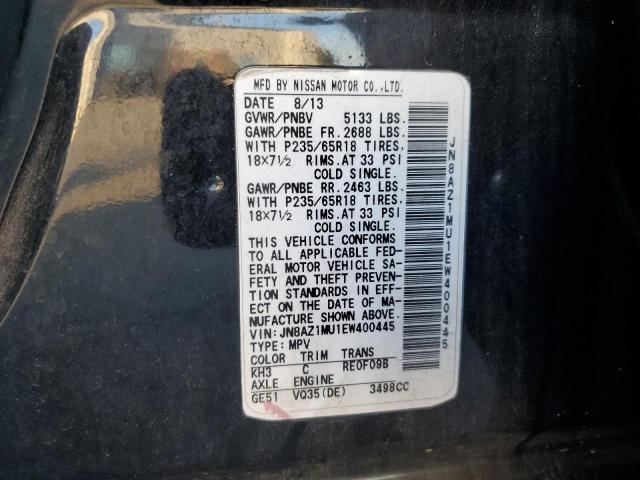 MFD BY NISSAN MOTOR CO.,LTD.
DATE 8/13
GVWR/PNBV 5133 LBS.
GAWR/PNBE FR. 2688 LBS.
WITH P235/65R18 TIRES,
18×7½ RIMS. AT 33 PSI
COLD SINGLE.
GAWR/PNBE RR. 2463 LBS.
WITH P235/65R18 TIRES,
18×7½ RIMS. AT 33 PSI
COLD SINGLE.
THIS VEHICLE CONFORMS
TO ALL APPLICABLE FED-
ERAL MOTOR VEHICLE SA-
FETY AND THEFT PREVEN-
TION STANDARDS IN EFF-
ECT ON THE DATE OF MA-
NUFACTURE SHOWN ABOVE.
VIN: JN8AZ1MU1EW400445
TYPE: MPV
COLOR TRIM TRANS
KH3 C RE0F09B
AXLE ENGINE
GE51 VQ35(DE) 3498CC
JN8AZ1MU1EW400445